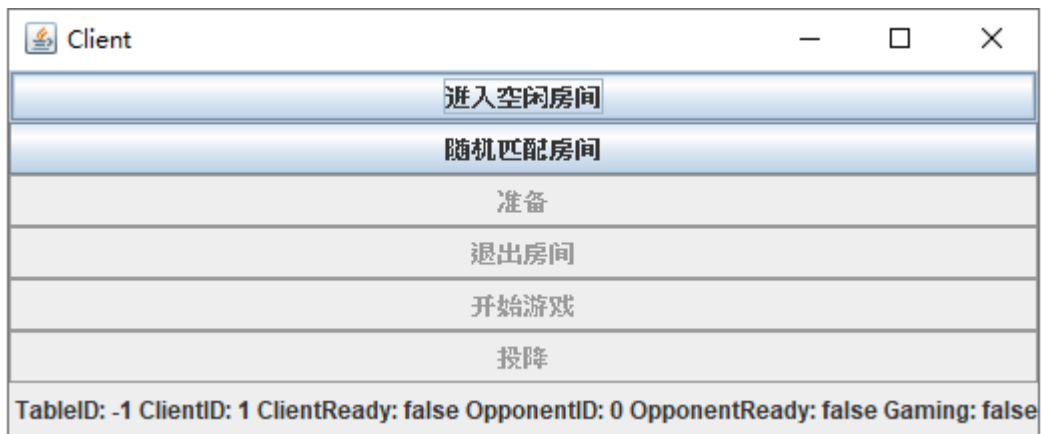 Client
进入空闲房间
随机匹配房间
准备
退出房间
开始游戏
投降
TableID: -1 ClientID: 1 ClientReady: false OpponentID: 0 OpponentReady: false Gaming: false